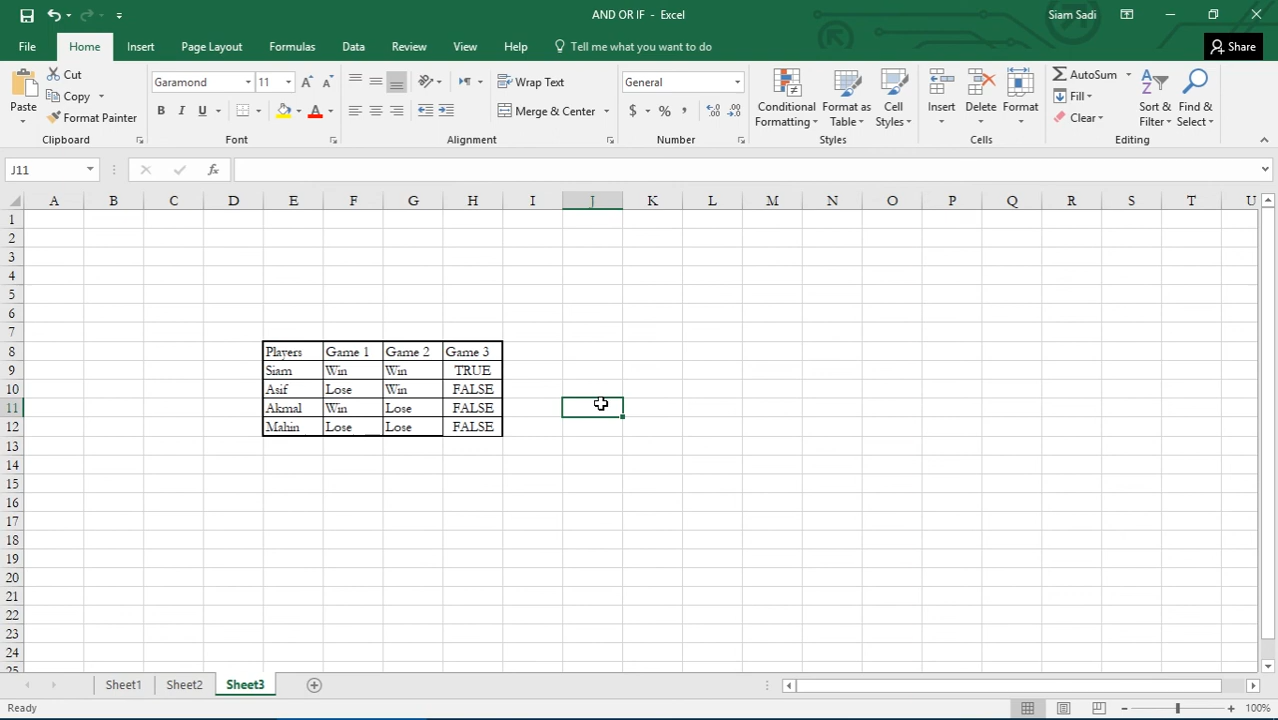 AND OR IF - Excel
Siam Sadi
File Home Insert Page Layout Formulas Data Review View Help Tell me what you want to do Share
Paste
Cut
Copy
Format Painter
Clipboard
Garamond 11
B I U
Font
Wrap Text
Merge & Center
Alignment
General
$ % ,
Number
Conditional Formatting
Format as Table
Cell Styles
Styles
Insert
Delete
Format
Cells
AutoSum
Fill
Clear
Sort & Filter
Find & Select
Editing
J11
fx
A B C D E F G H I J K L M N O P Q R S T U
1
2
3
4
5
6
7
8 Players Game 1 Game 2 Game 3
9 Siam Win Win TRUE
10 Asif Lose Win FALSE
11 Akmal Win Lose FALSE
12 Mahin Lose Lose FALSE
13
14
15
16
17
18
19
20
21
22
23
24
25
Sheet1 Sheet2 Sheet3
Ready
100%